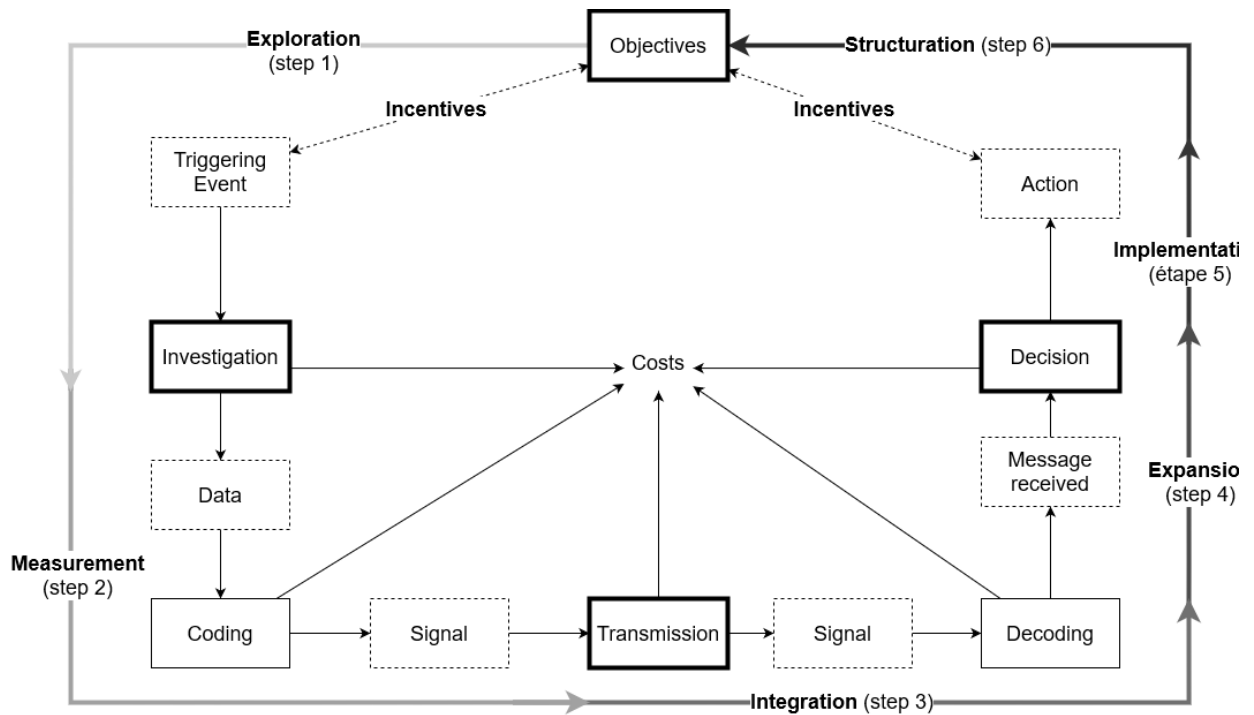 Exploration
(step 1)
Objectives
Structuration (step 6)
Incentives
Incentives
Triggering
Event
Action
Implementati
(étape 5)
Investigation
Costs
Decision
Data
Message
received
Expansio
(step 4)
Measurement
(step 2)
Coding
Signal
Transmission
Signal
Decoding
Integration (step 3)